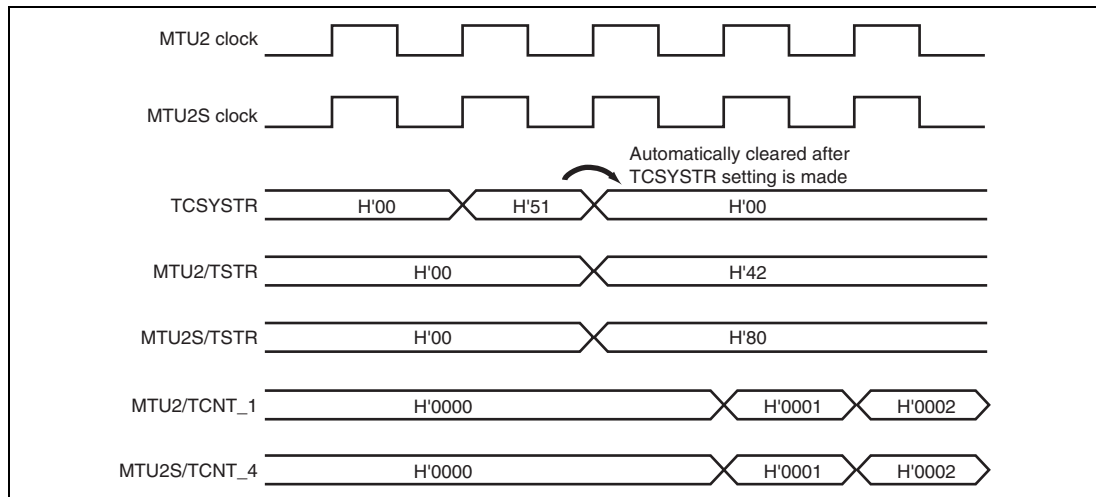 MTU2 clock
MTU2S clock
Automatically cleared after
TCSYSTR setting is made
TCSYSTR H'00 H'51 H'00
MTU2/TSTR H'00 H'42
MTU2S/TSTR H'00 H'80
MTU2/TCNT_1 H'0000 H'0001 H'0002
MTU2S/TCNT_4 H'0000 H'0001 H'0002